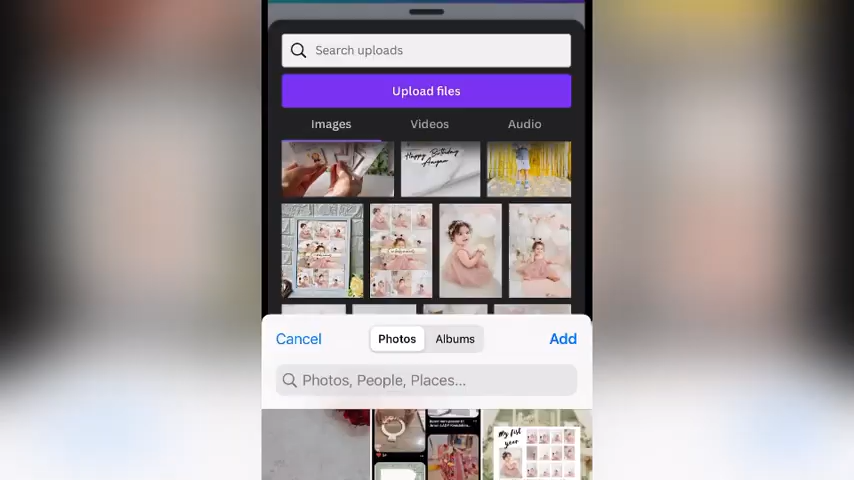 Search uploads
Upload files
Images Videos Audio
Happy Birthday
Cancel Photos Albums Add
Photos, People, Places...
My first
year